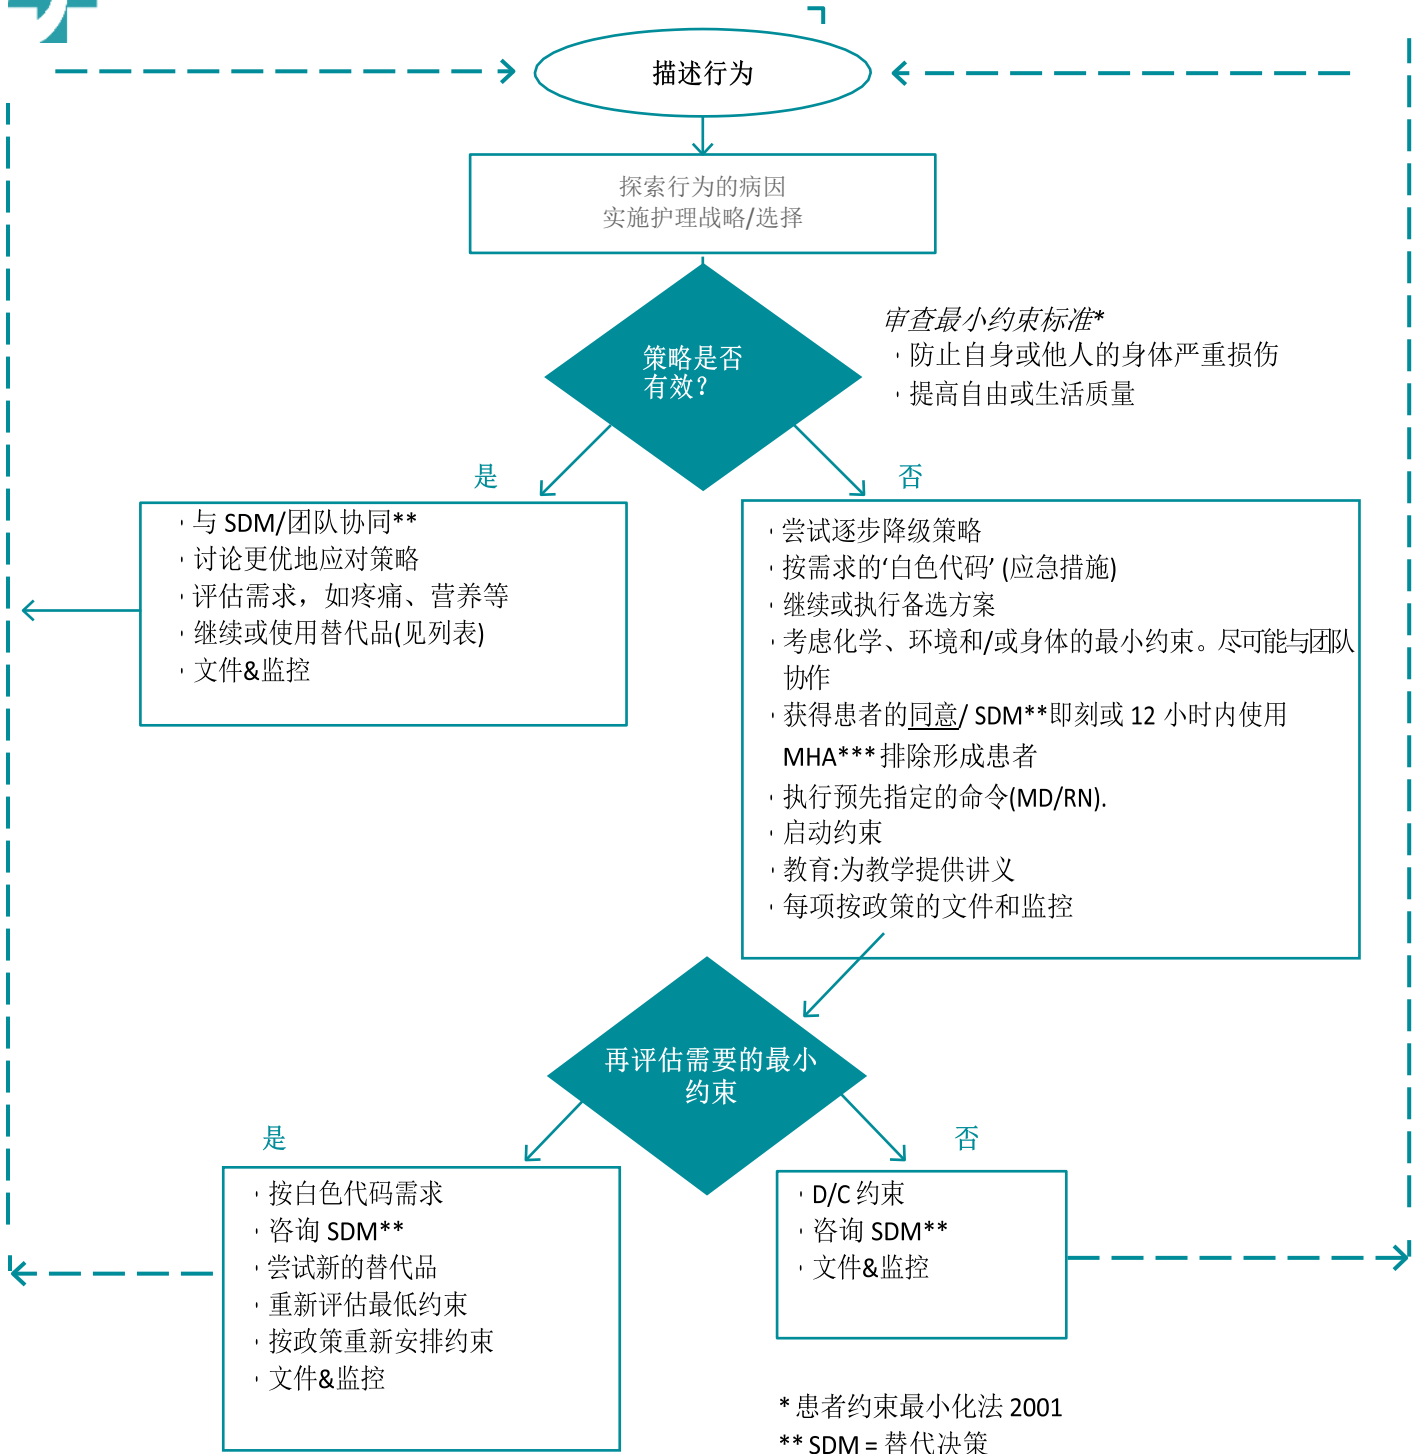 描述行为
探索行为的病因
实施护理战略/选择
策略是否
有效?
审查最小约束标准*
· 防止自身或他人的身体严重损伤
· 提高自由或生活质量
是
否
· 与 SDM/团队协同**
· 讨论更优地应对策略
· 评估需求，如疼痛、营养等
· 继续或使用替代品(见列表)
· 文件&监控
· 尝试逐步降级策略
· 按需求的‘白色代码’ (应急措施)
· 继续或执行备选方案
· 考虑化学、环境和/或身体的最小约束。尽可能与团队
协作
· 获得患者的同意/ SDM**即刻或 12 小时内使用
MHA***排除形成患者
· 执行预先指定的命令(MD/RN).
· 启动约束
· 教育:为教学提供讲义
· 每项按政策的文件和监控
再评估需要的最小
约束
是
否
· 按白色代码需求
· 咨询 SDM**
· 尝试新的替代品
· 重新评估最低约束
· 按政策重新安排约束
· 文件&监控
· D/C 约束
· 咨询 SDM**
· 文件&监控
* 患者约束最小化法 2001
** SDM = 替代决策